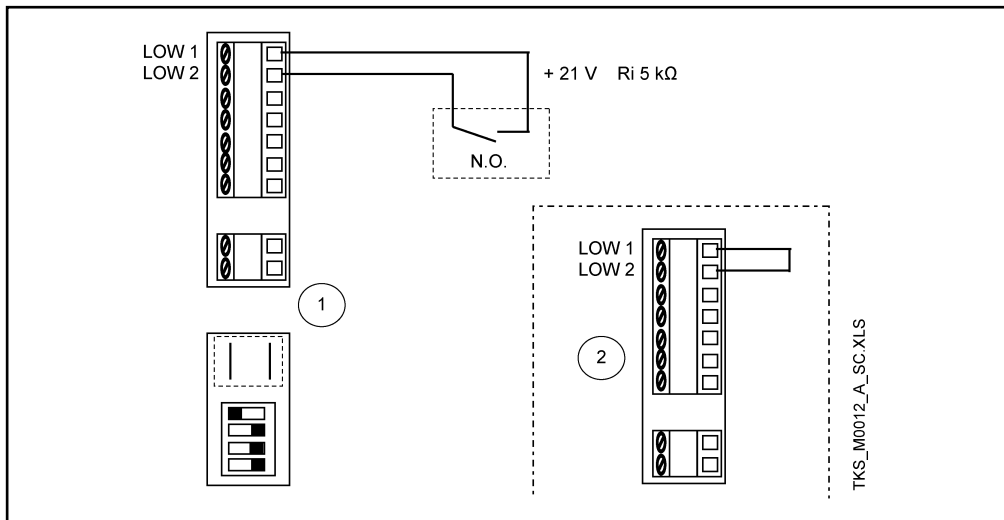 LOW 1
LOW 2
+ 21 V Ri 5 kΩ
N.O.
1
LOW 1
LOW 2
2
TKS_M0012_A_SC.XLS